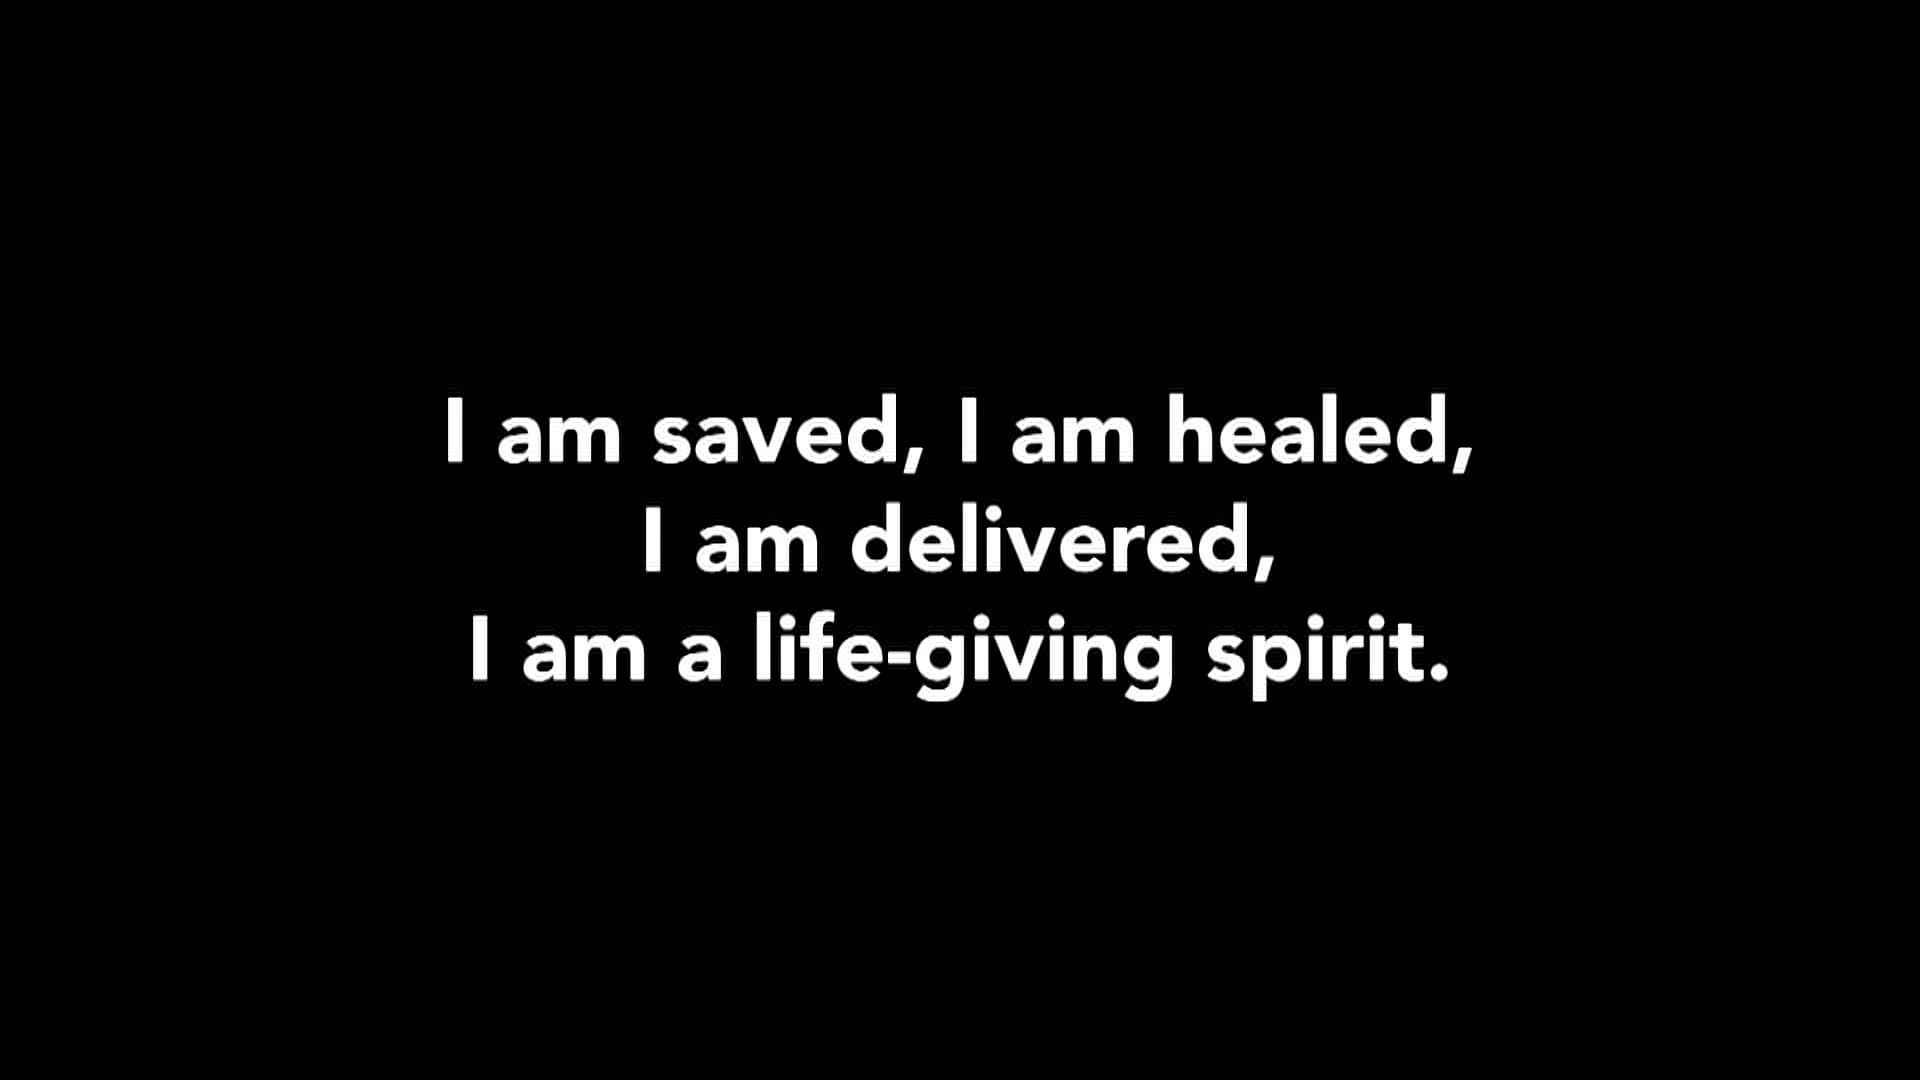 I am saved, I am healed,
I am delivered,
I am a life-giving spirit.